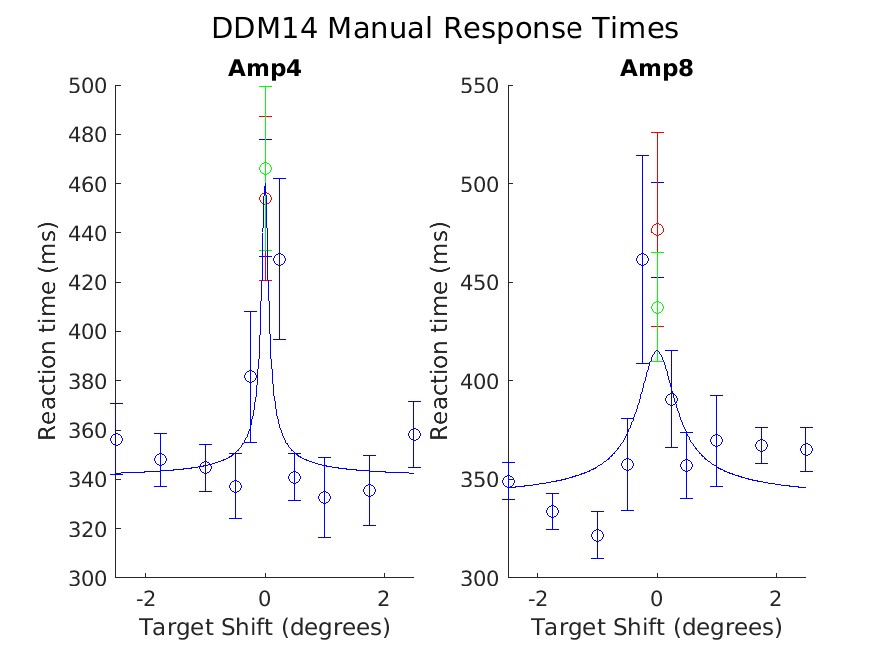 DDM14 Manual Response Times
Amp4
500
480
460
440
420
400
380
360
340
320
300
Reaction time (ms)
-2 0 2
Target Shift (degrees)
Amp8
550
500
450
400
350
300
Reaction time (ms)
-2 0 2
Target Shift (degrees)